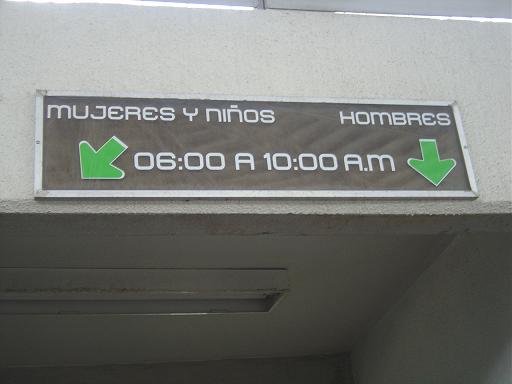 MUJERES Y NIÑOS HOMBRES
06:00 A 10:00 A.M